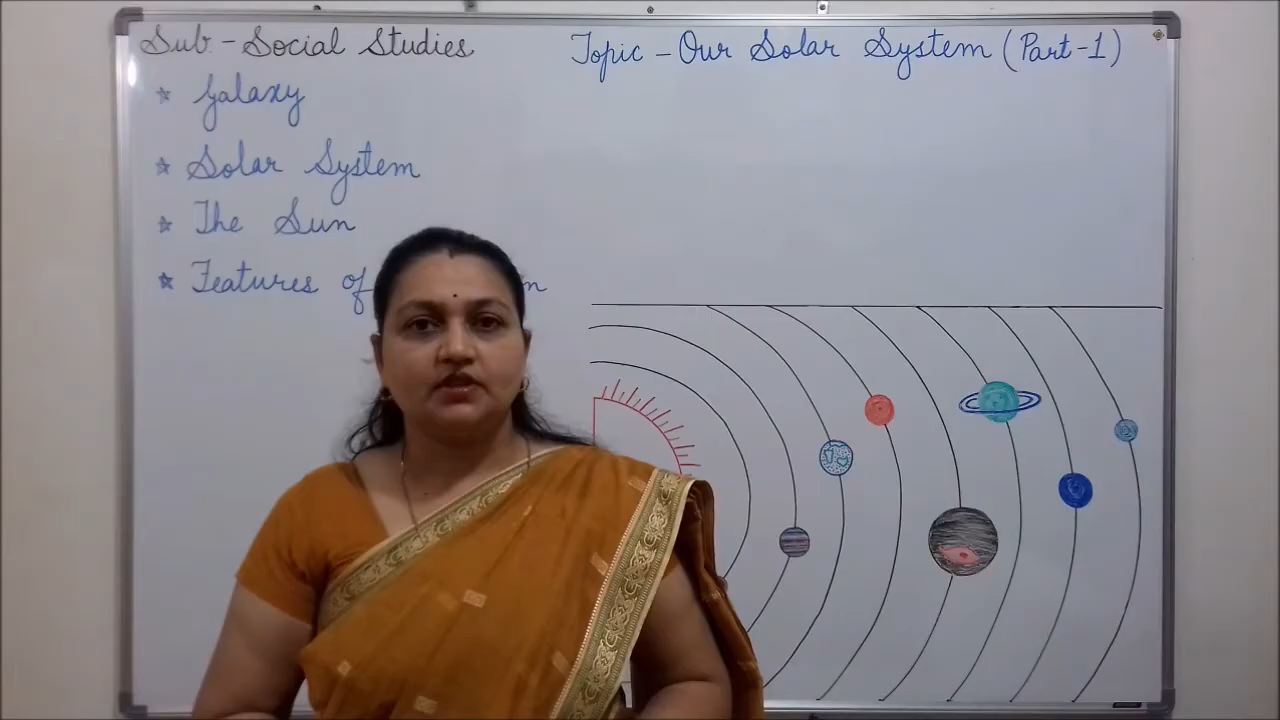 Sub - Social Studies
Topic - Our Solar System (Part-1)
☆ Galaxy
☆ Solar System
☆ The Sun
☆ Features of